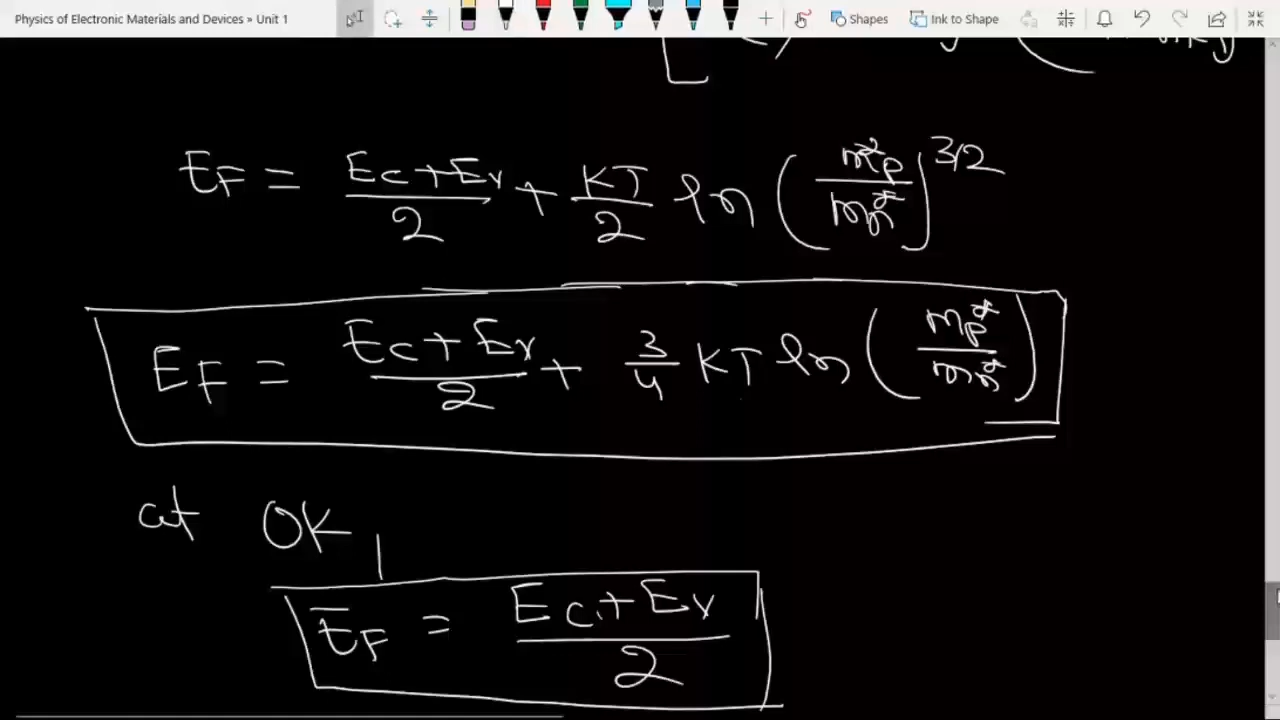 Physics of Electronic Materials and Devices » Unit 1
Shapes
Ink to Shape
EF = (Ec + Ev)/2 + KT/2 ln (m*p/mn*)^3/2
EF = (Ec + Ev)/2 + 3/4 KT ln (mp*/mn*)
at OK,
EF = (Ec + Ev)/2